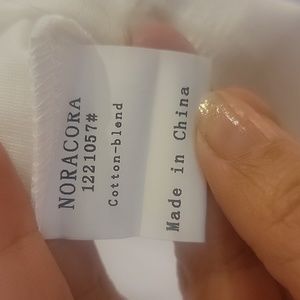 NORACORA
1221057#
Cotton-blend
Made in China